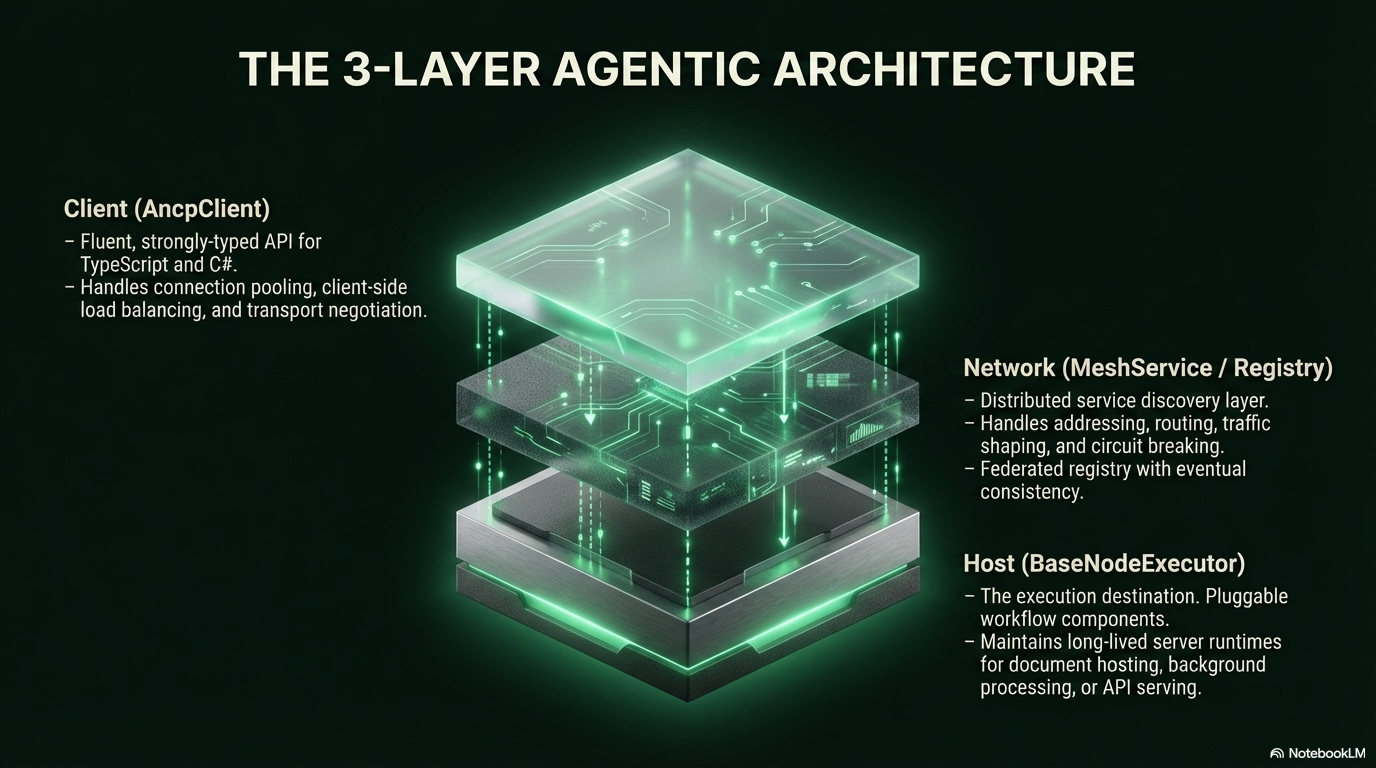 THE 3-LAYER AGENTIC ARCHITECTURE
Client (AncpClient)
– Fluent, strongly-typed API for
TypeScript and C#.
– Handles connection pooling, client-side
load balancing, and transport negotiation.
Network (MeshService / Registry)
– Distributed service discovery layer.
– Handles addressing, routing, traffic
shaping, and circuit breaking.
– Federated registry with eventual
consistency.
Host (BaseNodeExecutor)
– The execution destination. Pluggable
workflow components.
– Maintains long-lived server runtimes
for document hosting, background
processing, or API serving.
NotebookLM